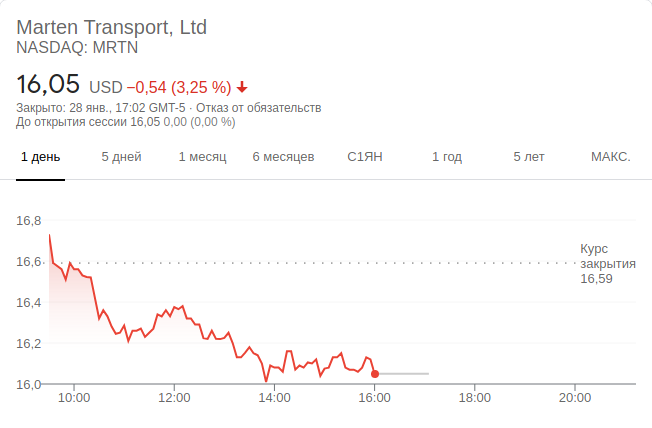 Marten Transport, Ltd
NASDAQ: MRTN
16,05 USD −0,54 (3,25 %)
Закрыто: 28 янв., 17:02 GMT-5 · Отказ от обязательств
До открытия сессии 16,05 0,00 (0,00 %)
1 день 5 дней 1 месяц 6 месяцев С1ЯН 1 год 5 лет МАКС.
16,8
Курс
16,6 закрытия
16,59
16,4
16,2
16,0
10:00 12:00 14:00 16:00 18:00 20:00